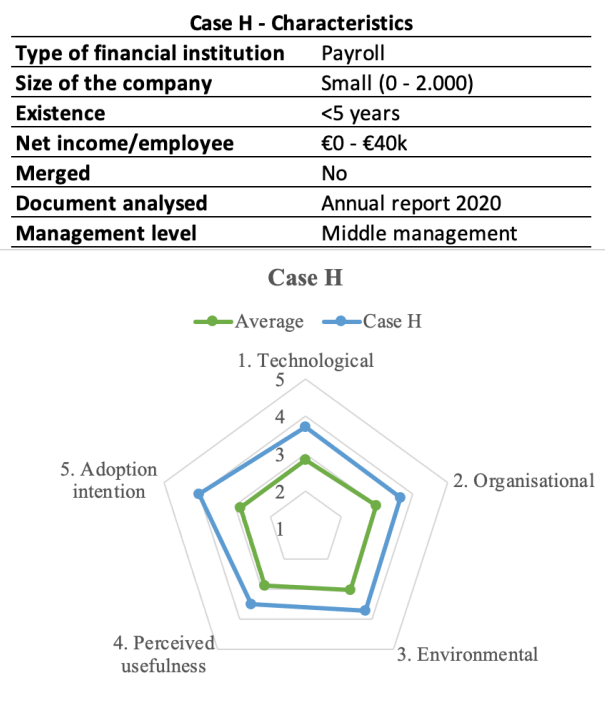 Case H - Characteristics
Type of financial institution Payroll
Size of the company Small (0 - 2.000)
Existence <5 years
Net income/employee €0 - €40k
Merged No
Document analysed Annual report 2020
Management level Middle management
Case H
Average Case H
1. Technological
5
4
3
2
1
5. Adoption
intention
2. Organisational
4. Perceived
usefulness
3. Environmental